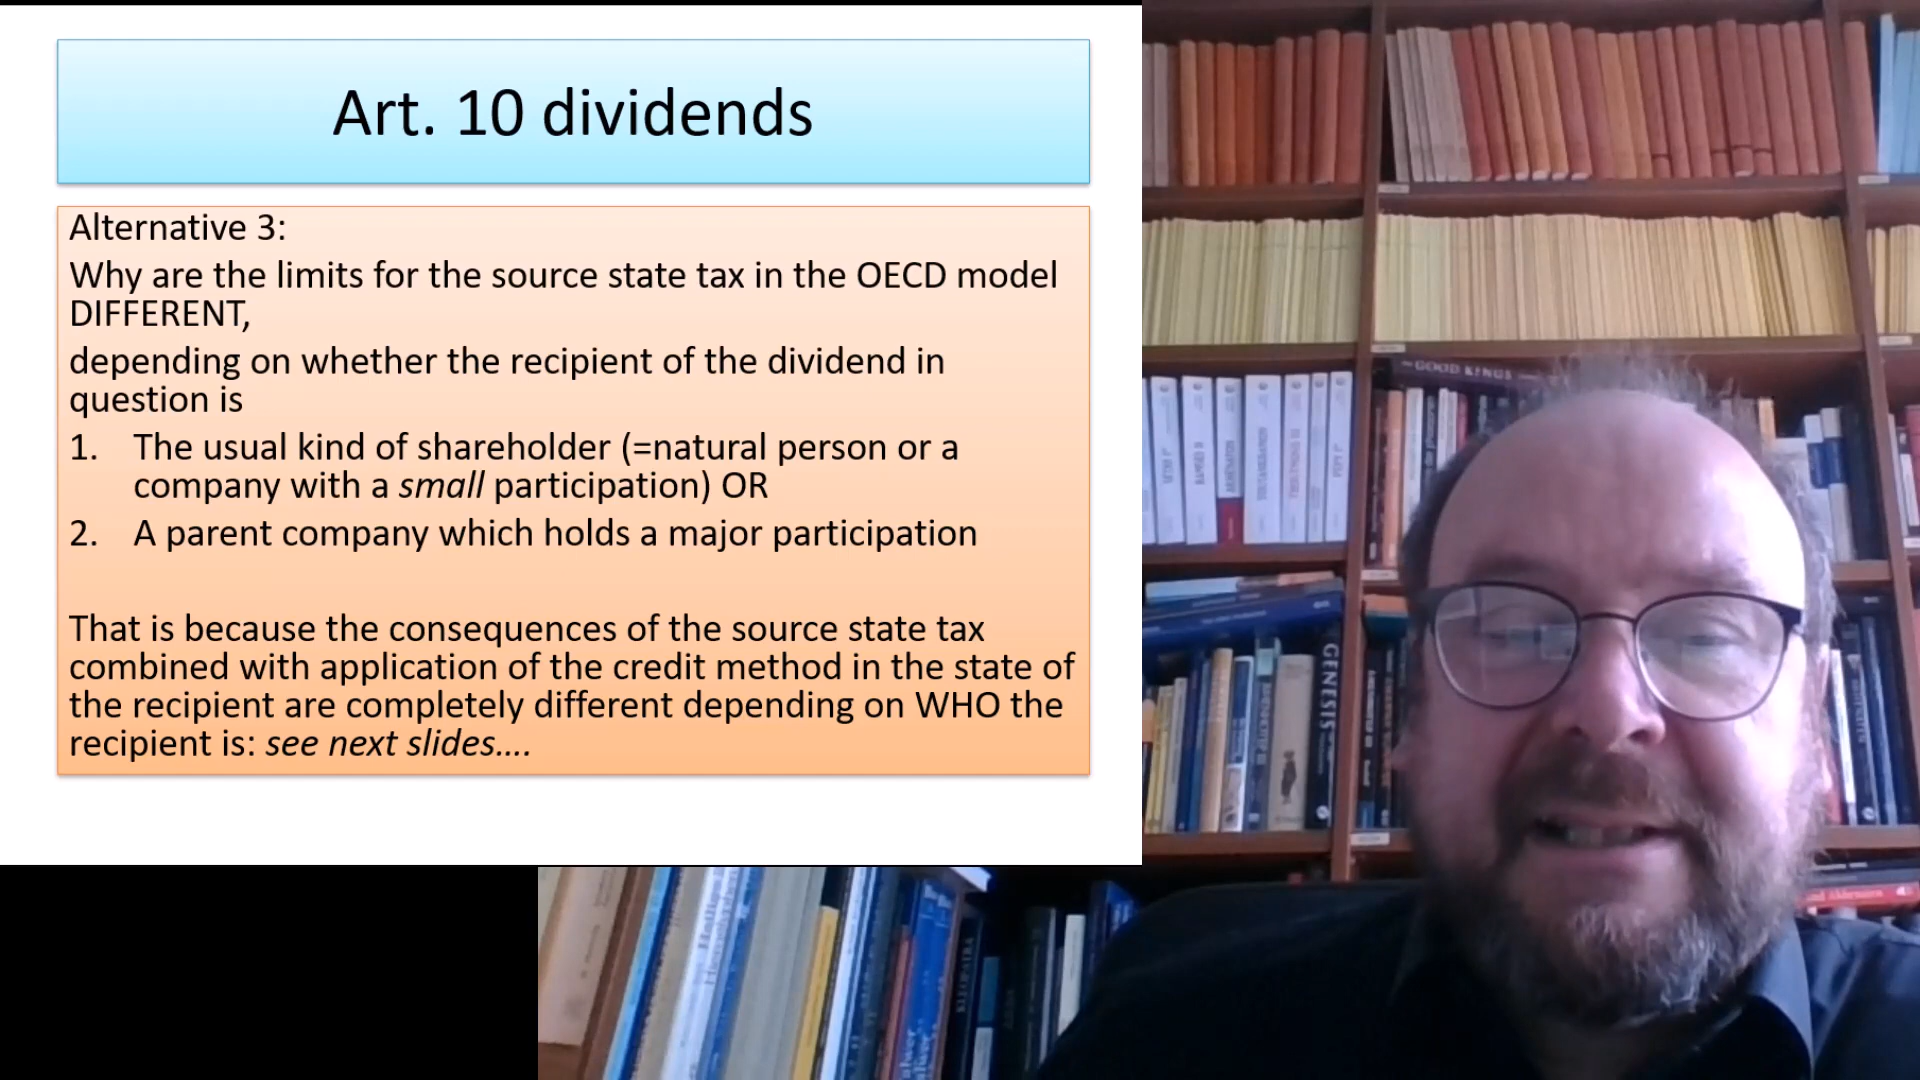 Art. 10 dividends
Alternative 3:
Why are the limits for the source state tax in the OECD model
DIFFERENT,
depending on whether the recipient of the dividend in
question is
1. The usual kind of shareholder (=natural person or a
company with a small participation) OR
2. A parent company which holds a major participation
That is because the consequences of the source state tax
combined with application of the credit method in the state of
the recipient are completely different depending on WHO the
recipient is: see next slides....
GOOD KINGS
GENESIS